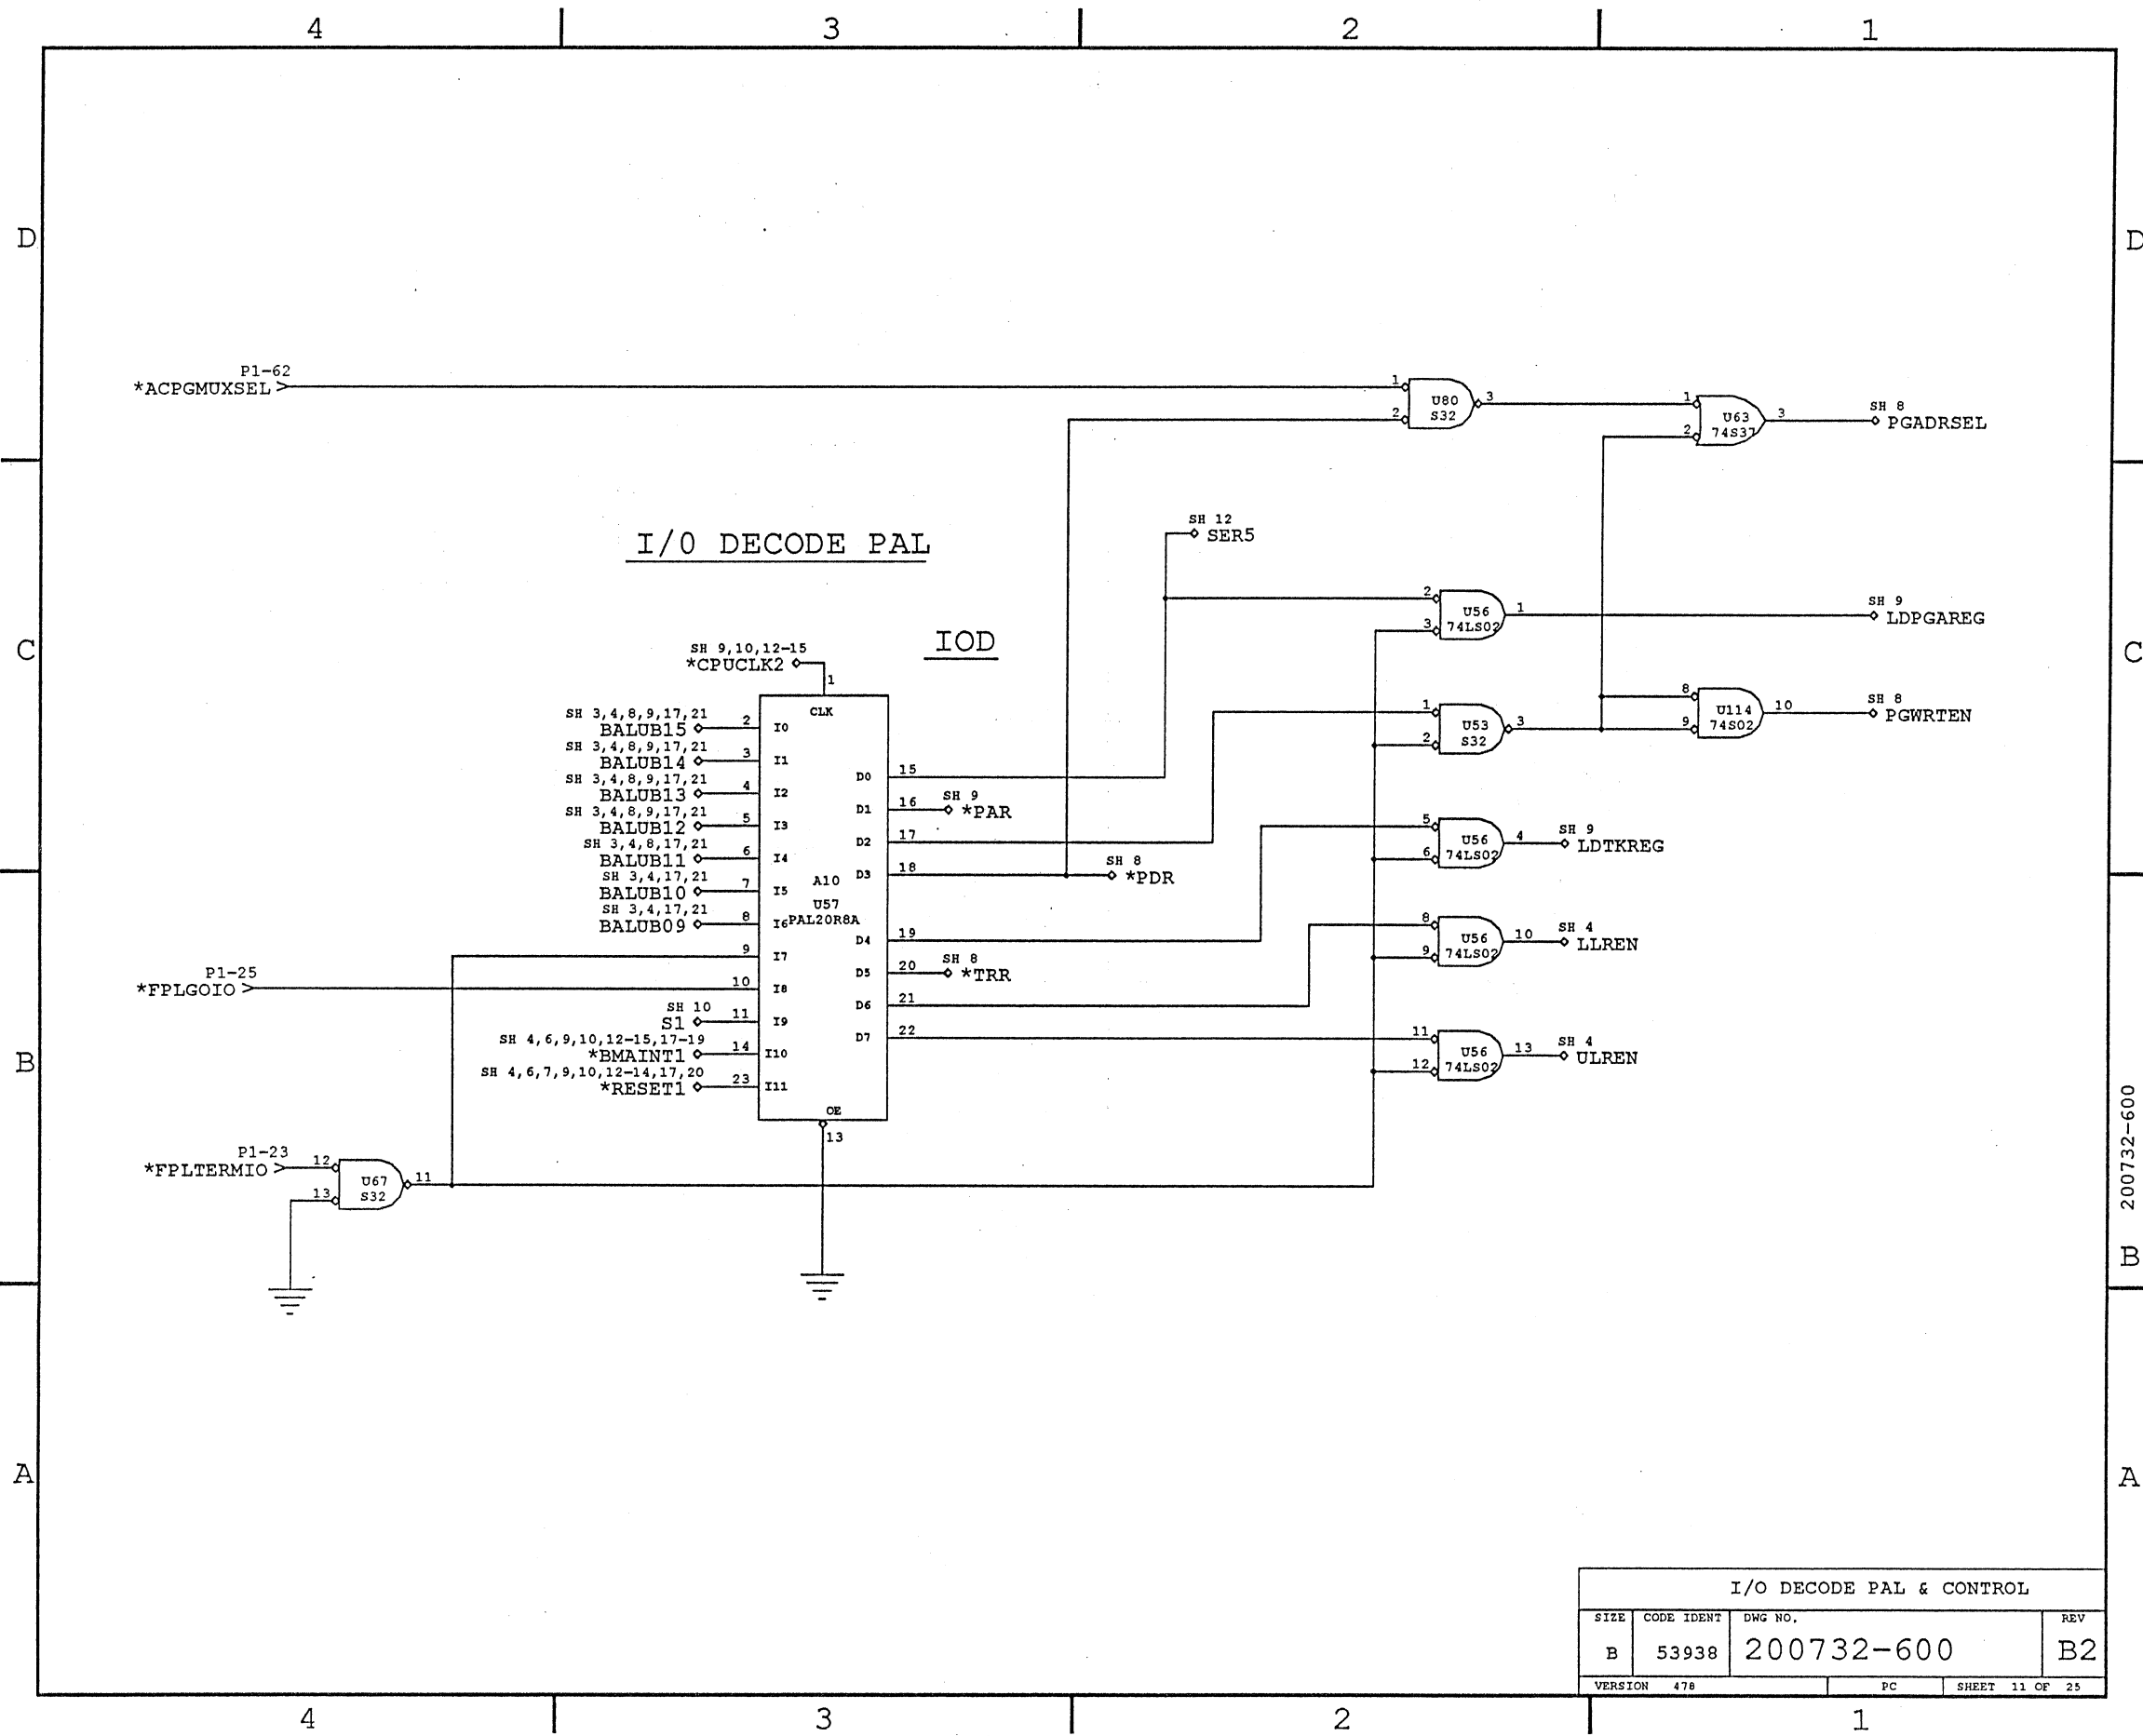 4 3 2 1
D D
P1-62
*ACPGMUXSEL
1 2 U80 S32 3
1 2 U63 74S37 3
SH 8
PGADRSEL
SH 12
SER5
I/0 DECODE PAL
IOD
2 3 U56 74LS02 1
SH 9
LDPGAREG
C C
SH 9,10,12-15
*CPUCLK2
1
CLK
SH 3,4,8,9,17,21
BALUB15 2 I0
SH 3,4,8,9,17,21
BALUB14 3 I1
SH 3,4,8,9,17,21
BALUB13 4 I2
SH 3,4,8,9,17,21
BALUB12 5 I3
SH 3,4,8,17,21
BALUB11 6 I4
SH 3,4,17,21
BALUB10 7 I5
SH 3,4,17,21
BALUB09 8 I6
9 I7
P1-25
*FPLGOIO 10 I8
SH 10
S1 11 I9
SH 4,6,9,10,12-15,17-19
*BMAINT1 14 I10
SH 4,6,7,9,10,12-14,17,20
*RESET1 23 I11
A10
U57
PAL20R8A
OE
13
D0 15
D1 16
SH 9
*PAR
D2 17
D3 18
SH 8
*PDR
D4 19
D5 20
SH 8
*TRR
D6 21
D7 22
1 2 U53 S32 3
8 9 U114 74S02 10
SH 8
PGWRTEN
5 6 U56 74LS02 4
SH 9
LDTKREG
8 9 U56 74LS02 10
SH 4
LLREN
11 12 U56 74LS02 13
SH 4
ULREN
B B
P1-23
*FPLTERMIO
12 13 U67 S32 11
200732-600
A A
I/O DECODE PAL & CONTROL
SIZE CODE IDENT DWG NO. REV
B 53938 200732-600 B2
VERSION 478 PC SHEET 11 OF 25
4 3 2 1